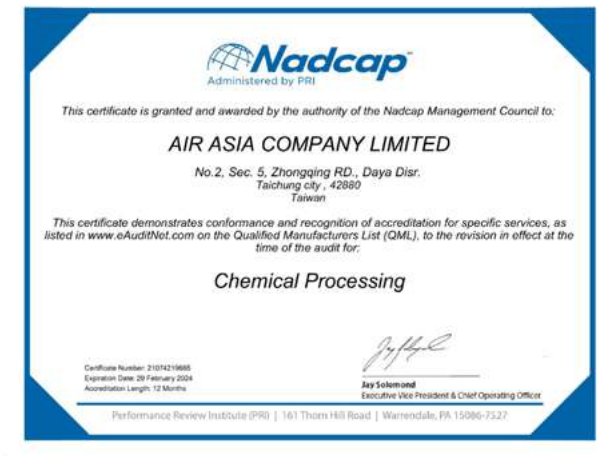 Nadcap
Administered by PRI
This certificate is granted and awarded by the authority of the Nadcap Management Council to:
AIR ASIA COMPANY LIMITED
No.2, Sec. 5, Zhongqing RD., Daya Disr.
Taichung city , 42880
Taiwan
This certificate demonstrates conformance and recognition of accreditation for specific services, as
listed in www.eAuditNet.com on the Qualified Manufacturers List (QML), to the revision in effect at the
time of the audit for:
Chemical Processing
Certificate Number: 21074219665
Expiration Date: 29 February 2024
Accreditation Length: 12 Months
Jay Solomond
Executive Vice President & Chief Operating Officer
Performance Review Institute (PRI) | 161 Thorn Hill Road | Warrendale, PA 15086-7527